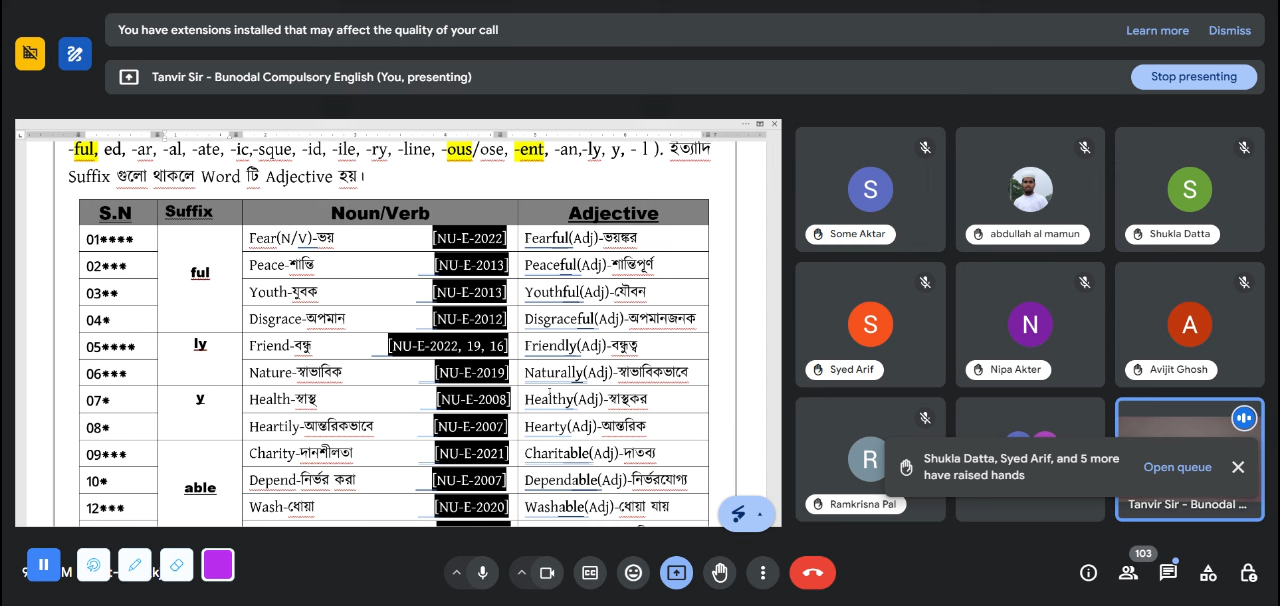 You have extensions installed that may affect the quality of your call
Learn more
Dismiss
Tanvir Sir - Bunodal Compulsory English (You, presenting)
Stop presenting
-ful, ed, -ar, -al, -ate, -ic,-sque, -id, -ile, -ry, -line, -ous/ose, -ent, -an,-ly, y, - l ). ইত্যাদি
Suffix গুলো থাকলে Word টি Adjective হয়।
S.N Suffix Noun/Verb Adjective
01**** Fear(N/V)-ভয় [NU-E-2022] Fearful(Adj)-ভয়ঙ্কর
02*** ful Peace-শান্তি [NU-E-2013] Peaceful(Adj)-শান্তিপূর্ণ
03** Youth-যুবক [NU-E-2013] Youthful(Adj)-যৌবন
04* Disgrace-অপমান [NU-E-2012] Disgraceful(Adj)-অপমানজনক
05**** ly Friend-বন্ধু [NU-E-2022, 19, 16] Friendly(Adj)-বন্ধুত্ব
06*** Nature-স্বাভাবিক [NU-E-2019] Naturally(Adj)-স্বাভাবিকভাবে
07* y Health-স্বাস্থ [NU-E-2008] Healthy(Adj)-স্বাস্থকর
08* Heartily-আন্তরিকভাবে [NU-E-2007] Hearty(Adj)-আন্তরিক
09*** Charity-দানশীলতা [NU-E-2021] Charitable(Adj)-দাতব্য
10* able Depend-নির্ভর করা [NU-E-2007] Dependable(Adj)-নির্ভরযোগ্য
12*** Wash-ধোয়া [NU-E-2020] Washable(Adj)-ধোয়া যায়
S
Some Aktar
abdullah al mamun
S
Shukla Datta
S
Syed Arif
N
Nipa Akter
A
Avijit Ghosh
R
Ramkrisna Pal
Shukla Datta, Syed Arif, and 5 more
have raised hands
Open queue
Tanvir Sir - Bunodal ...
103